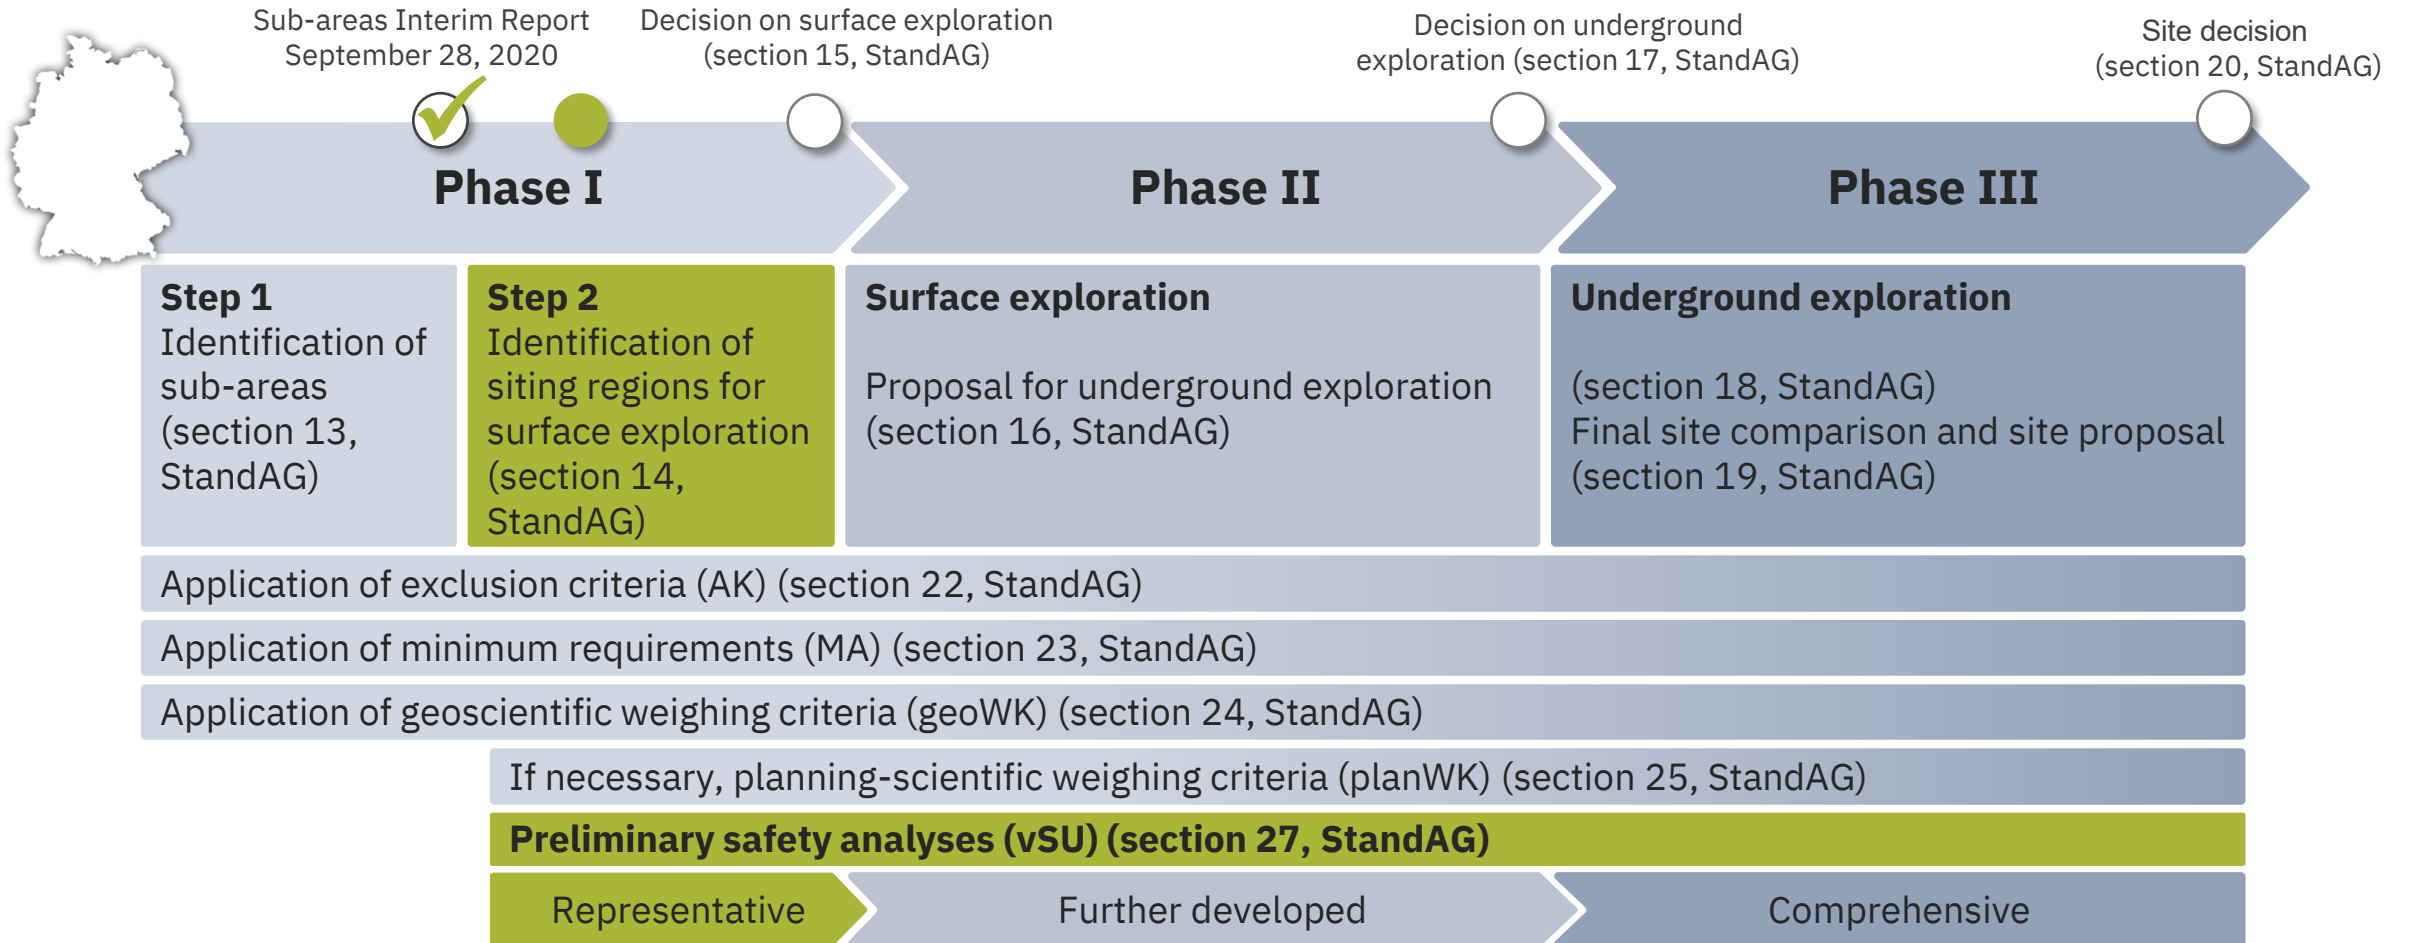 Sub-areas Interim Report
September 28, 2020
Decision on surface exploration
(section 15, StandAG)
Decision on underground
exploration (section 17, StandAG)
Site decision
(section 20, StandAG)
Phase I
Phase II
Phase III
Step 1
Identification of
sub-areas
(section 13,
StandAG)
Step 2
Identification of
siting regions for
surface exploration
(section 14,
StandAG)
Surface exploration
Proposal for underground exploration
(section 16, StandAG)
Underground exploration
(section 18, StandAG)
Final site comparison and site proposal
(section 19, StandAG)
Application of exclusion criteria (AK) (section 22, StandAG)
Application of minimum requirements (MA) (section 23, StandAG)
Application of geoscientific weighing criteria (geoWK) (section 24, StandAG)
If necessary, planning-scientific weighing criteria (planWK) (section 25, StandAG)
Preliminary safety analyses (vSU) (section 27, StandAG)
Representative
Further developed
Comprehensive